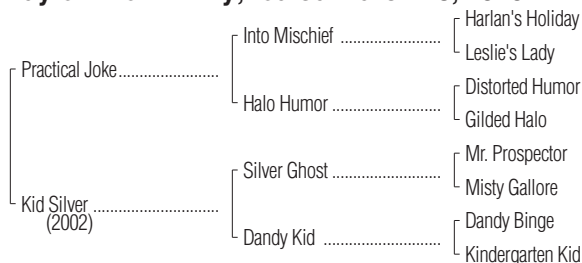 Harlan's Holiday
Into Mischief
Leslie's Lady
Practical Joke
Distorted Humor
Halo Humor
Gilded Halo
Mr. Prospector
Silver Ghost
Misty Gallore
Kid Silver
(2002)
Dandy Binge
Dandy Kid
Kindergarten Kid